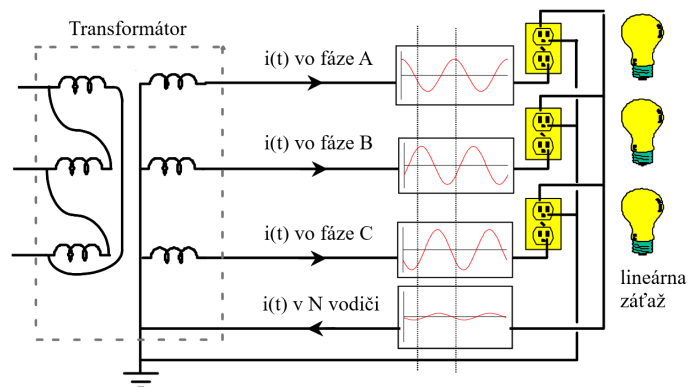 Transformátor
i(t) vo fáze A
i(t) vo fáze B
i(t) vo fáze C
i(t) v N vodiči
lineárna
záťaž